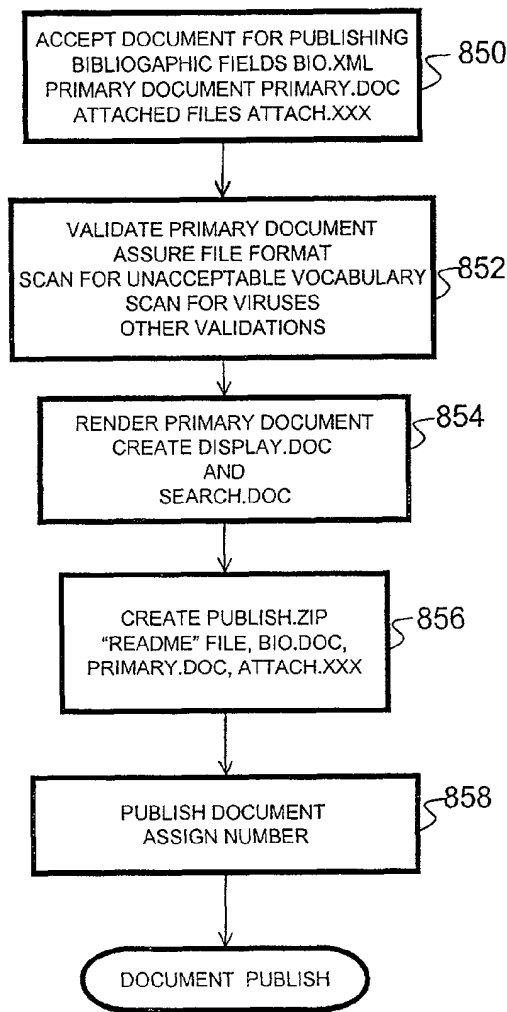 ACCEPT DOCUMENT FOR PUBLISHING
BIBLIOGAPHIC FIELDS BIO.XML
PRIMARY DOCUMENT PRIMARY.DOC
ATTACHED FILES ATTACH.XXX
850
VALIDATE PRIMARY DOCUMENT
ASSURE FILE FORMAT
SCAN FOR UNACCEPTABLE VOCABULARY
SCAN FOR VIRUSES
OTHER VALIDATIONS
852
RENDER PRIMARY DOCUMENT
CREATE DISPLAY.DOC
AND
SEARCH.DOC
854
CREATE PUBLISH.ZIP
"README" FILE, BIO.DOC,
PRIMARY.DOC, ATTACH.XXX
856
PUBLISH DOCUMENT
ASSIGN NUMBER
858
DOCUMENT PUBLISH